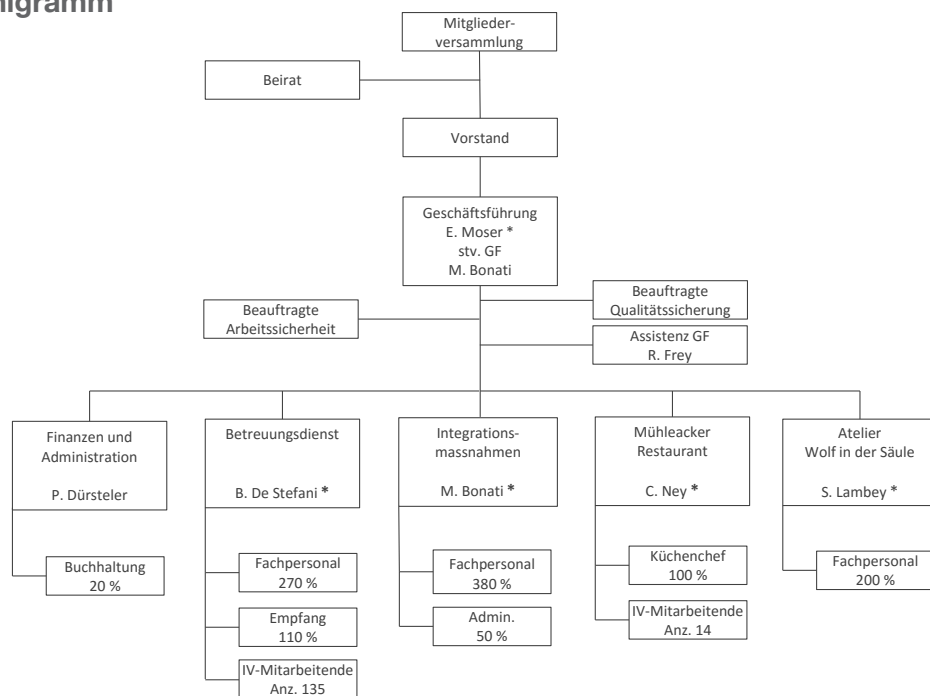 Mitglieder-
versammlung
Beirat
Vorstand
Geschäftsführung
E. Moser *
stv. GF
M. Bonati
Beauftragte
Qualitätssicherung
Beauftragte
Arbeitssicherheit
Assistenz GF
R. Frey
Finanzen und
Administration
P. Dürsteler
Buchhaltung
20 %
Betreuungsdienst
B. De Stefani *
Fachpersonal
270 %
Empfang
110 %
IV-Mitarbeitende
Anz. 135
Integrations-
massnahmen
M. Bonati *
Fachpersonal
380 %
Admin.
50 %
Mühleacker
Restaurant
C. Ney *
Küchenchef
100 %
IV-Mitarbeitende
Anz. 14
Atelier
Wolf in der Säule
S. Lambey *
Fachpersonal
200 %